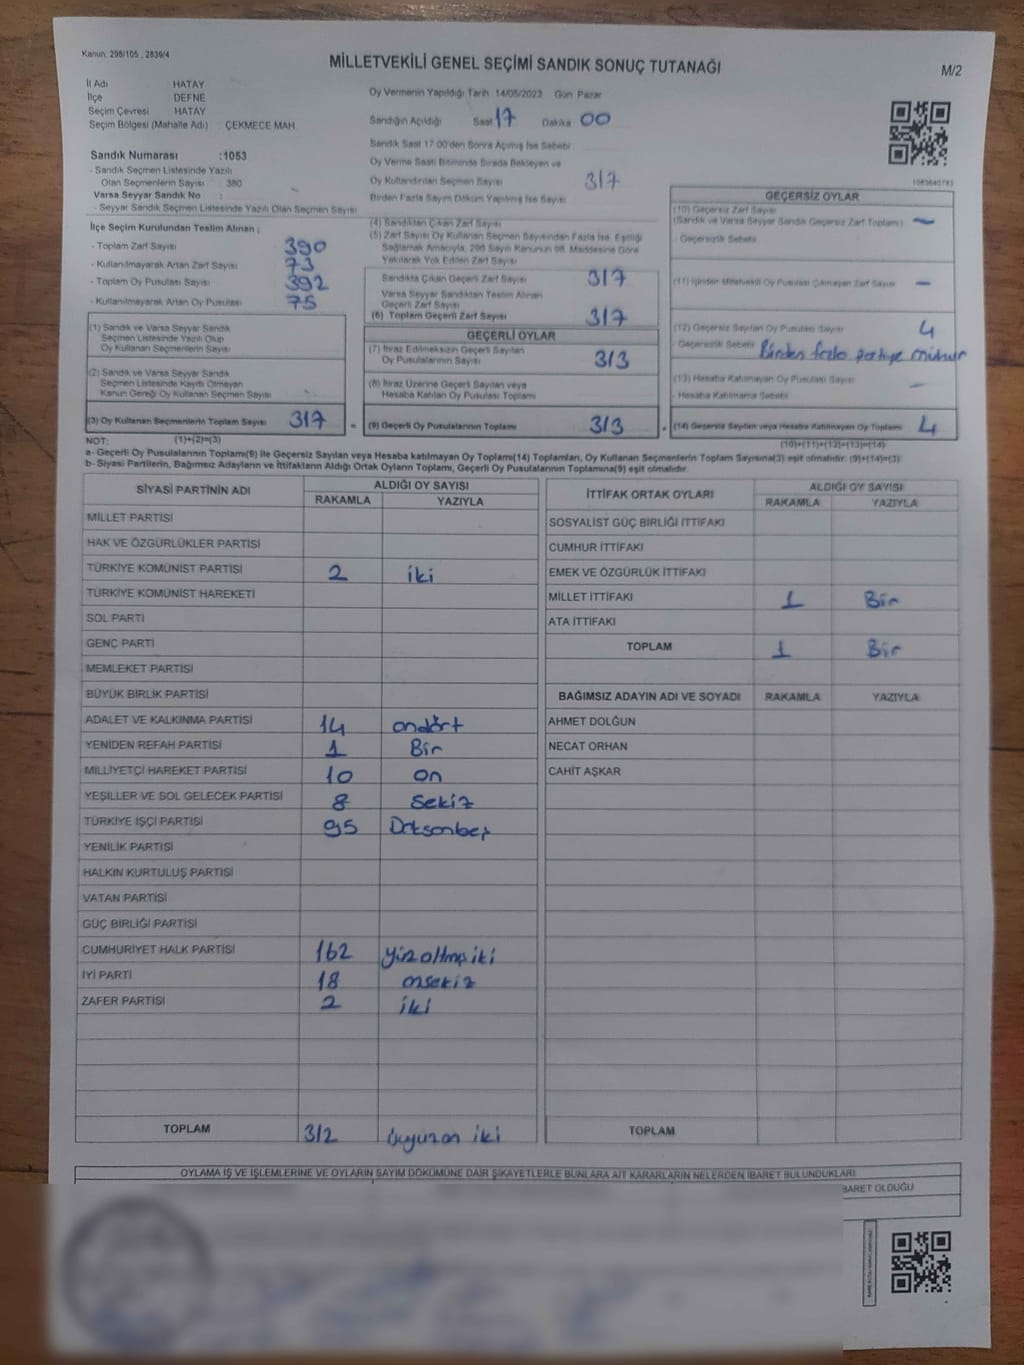 Kanun: 298/105 , 2839/4
MİLLETVEKİLİ GENEL SEÇİMİ SANDIK SONUÇ TUTANAĞI
M/2
İl Adı HATAY
İlçe DEFNE
Seçim Çevresi HATAY
Seçim Bölgesi (Mahalle Adı) : ÇEKMECE MAH
Oy Vermenin Yapıldığı Tarih 14/05/2023 Gün Pazar
Sandığın Açıldığı Saat 17 Dakika 00
Sandık Saat 17.00'den Sonra Açımış İse Sebebi
Oy Verme Saati Bitiminde Sırada Bekleyen ve
Oy Kullandırılan Seçmen Sayısı 317
Birden Fazla Sayım Döküm Yapılmış İse Sayısı
Sandık Numarası :1053
- Sandık Seçmen Listesinde Yazılı
Olan Seçmenlerin Sayısı : 380
Varsa Seyyar Sandık No :
- Seyyar Sandık Seçmen Listesinde Yazılı Olan Seçmen Sayısı
İlçe Seçim Kurulundan Teslim Alınan ;
- Toplam Zarf Sayısı 390
- Kullanılmayarak Artan Zarf Sayısı 73
- Toplam Oy Pusulası Sayısı 392
- Kullanılmayarak Artan Oy Pusulası 75
(1) Sandık ve Varsa Seyyar Sandık
Seçmen Listesinde Yazılı Olup
Oy Kullanan Seçmenlerin Sayısı
(2) Sandık ve Varsa Seyyar Sandık
Seçmen Listesinde Kayıtlı Olmayan
Kanun Gereği Oy Kullanan Seçmen Sayısı
(3) Oy Kullanan Seçmenlerin Toplam Sayısı 317
(1)+(2)=(3)
(4) Sandıktan Çıkan Zarf Sayısı
(5) Zarf Sayısı Oy Kullanan Seçmen Sayısından Fazla İse, Eşitliği
Sağlamak Amacıyla, 298 Sayılı Kanunun 98. Maddesine Göre
Yakılarak Yok Edilen Zarf Sayısı
Sandıkta Çıkan Geçerli Zarf Sayısı 317
Varsa Seyyar Sandıktan Teslim Alınan
Geçerli Zarf Sayısı
(6) Toplam Geçerli Zarf Sayısı 317
GEÇERLİ OYLAR
(7) İtiraz Edilmeksizin Geçerli Sayılan
Oy Pusulalarının Sayısı 313
(8) İtiraz Üzerine Geçerli Sayılan veya
Hesaba Katılan Oy Pusulası Toplamı
= (9) Geçerli Oy Pusulalarının Toplamı 313
GEÇERSİZ OYLAR
(10) Geçersiz Zarf Sayısı
(Sandık ve Varsa Seyyar Sandık Geçersiz Zarf Toplamı) -
- Geçersizlik Sebebi
(11) İçinden Milletvekili Oy Pusulası Çıkmayan Zarf Sayısı -
(12) Geçersiz Sayılan Oy Pusulası Sayısı 4
- Geçersizlik Sebebi Birden fazla partiye mühür
(13) Hesaba Katılmayan Oy Pusulası Sayısı -
- Hesaba Katılmama Sebebi
+ (14) Geçersiz Sayılan veya Hesaba Katılmayan Oy Toplamı 4
(10)+(11)+(12)+(13)=(14)
NOT:
a- Geçerli Oy Pusulaları Toplamı(9) ile Geçersiz Sayılan veya Hesaba katılmayan Oy Toplamı(14) Toplamları, Oy Kullanan Seçmenlerin Toplam Sayısına(3) eşit olmalıdır. (9)+(14)=(3)
b- Siyasi Partilerin, Bağımsız Adayların ve İttifakların Aldığı Ortak Oyların Toplamı, Geçerli Oy Pusulalarının Toplamına(9) eşit olmalıdır.
SİYASİ PARTİNİN ADI ALDIĞI OY SAYISI
RAKAMLA YAZIYLA
MİLLET PARTİSİ
HAK VE ÖZGÜRLÜKLER PARTİSİ
TÜRKİYE KOMÜNİST PARTİSİ 2 iki
TÜRKİYE KOMÜNİST HAREKETİ
SOL PARTİ
GENÇ PARTİ
MEMLEKET PARTİSİ
BÜYÜK BİRLİK PARTİSİ
ADALET VE KALKINMA PARTİSİ 14 ondört
YENİDEN REFAH PARTİSİ 1 Bir
MİLLİYETÇİ HAREKET PARTİSİ 10 on
YEŞİLLER VE SOL GELECEK PARTİSİ 8 sekiz
TÜRKİYE İŞÇİ PARTİSİ 95 Doksanbeş
YENİLİK PARTİSİ
HALKIN KURTULUŞ PARTİSİ
VATAN PARTİSİ
GÜÇ BİRLİĞİ PARTİSİ
CUMHURİYET HALK PARTİSİ 162 yüzaltmışiki
İYİ PARTİ 18 onsekiz
ZAFER PARTİSİ 2 iki
TOPLAM 312 üçyüzon iki
İTTİFAK ORTAK OYLARI ALDIĞI OY SAYISI
RAKAMLA YAZIYLA
SOSYALİST GÜÇ BİRLİĞİ İTTİFAKI
CUMHUR İTTİFAKI
EMEK VE ÖZGÜRLÜK İTTİFAKI
MİLLET İTTİFAKI 1 Bir
ATA İTTİFAKI
TOPLAM 1 Bir
BAĞIMSIZ ADAYIN ADI VE SOYADI RAKAMLA YAZIYLA
AHMET DOLĞUN
NECAT ORHAN
CAHİT AŞKAR
TOPLAM
OYLAMA İŞ VE İŞLEMLERİNE VE OYLARIN SAYIM DÖKÜMÜNE DAİR ŞİKAYETLERLE BUNLARA AİT KARARLARIN NELERDEN İBARET BULUNDUKLARI
BARET OLDUĞU